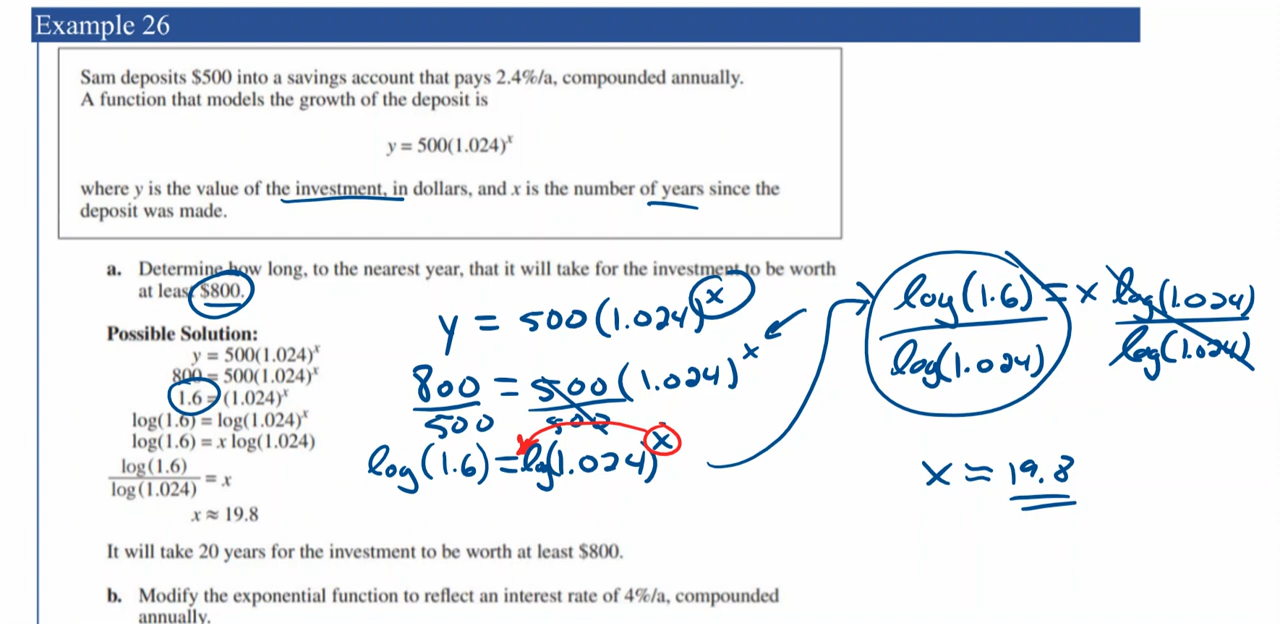 Example 26
Sam deposits $500 into a savings account that pays 2.4%/a, compounded annually.
A function that models the growth of the deposit is
y = 500(1.024)^x
where y is the value of the investment, in dollars, and x is the number of years since the
deposit was made.
a. Determine how long, to the nearest year, that it will take for the investment to be worth
at least $800.
Possible Solution:
y = 500(1.024)^x
800 = 500(1.024)^x
1.6 = (1.024)^x
log(1.6) = log(1.024)^x
log(1.6) = x log(1.024)
log(1.6)
log(1.024)
= x
x ≈ 19.8
It will take 20 years for the investment to be worth at least $800.
b. Modify the exponential function to reflect an interest rate of 4%/a, compounded
annually.
y = 500(1.024)^x
800 = 500(1.024)^x
500 500
log(1.6) = log(1.024)^x
log(1.6) = x log(1.024)
log(1.024) log(1.024)
x ≈ 19.8